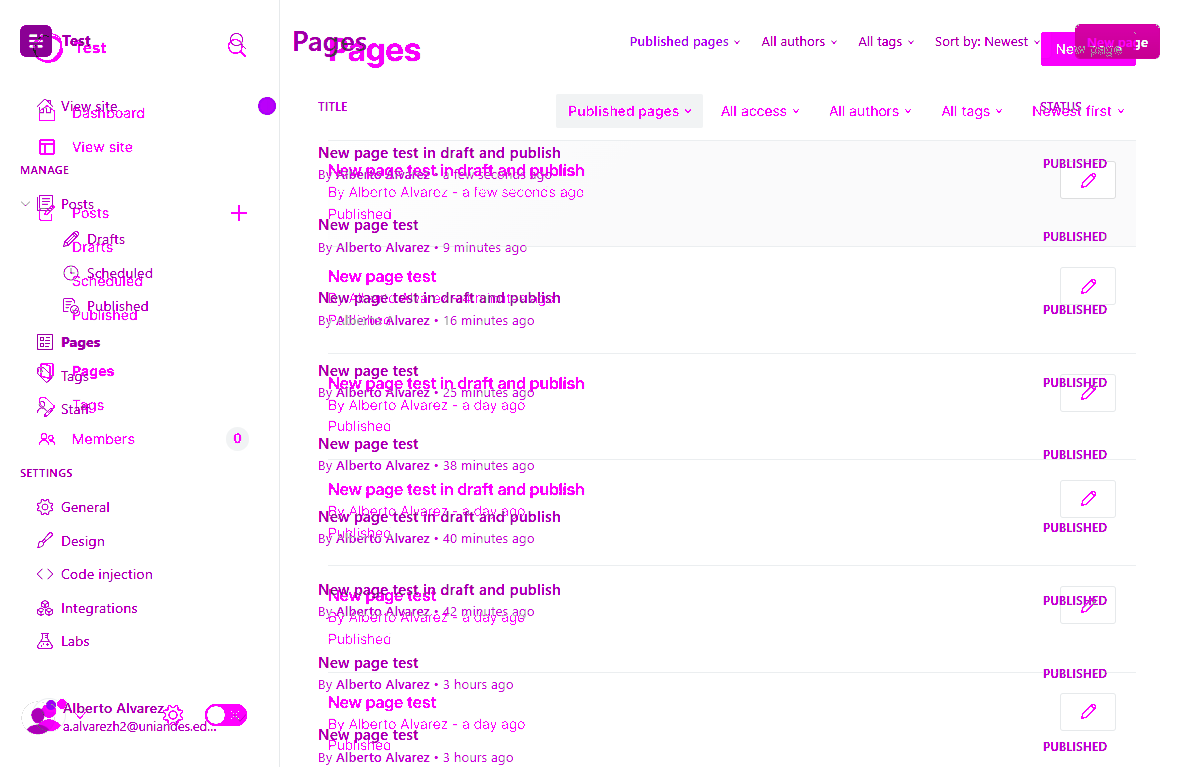 Test
Test
View site
Dashboard
View site
MANAGE
Posts
Posts
Drafts
Drafts
Scheduled
Scheduled
Published
Published
Pages
Pages
Tags
Tags
Staff
Members
0
SETTINGS
General
Design
Code injection
Integrations
Labs
Alberto Alvarez
a.alvarezh2@uniandes.ed...
Pages
Pages
Published pages
All authors
All tags
Sort by: Newest
New page
New page
TITLE
STATUS
Published pages
All access
All authors
All tags
Newest first
New page test in draft and publish
PUBLISHED
By Alberto Alvarez • a few seconds ago
New page test in draft and publish
By Alberto Alvarez - a few seconds ago
Published
New page test
PUBLISHED
By Alberto Alvarez • 9 minutes ago
New page test
New page test in draft and publish
By Alberto Alvarez -
Published
PUBLISHED
By Alberto Alvarez • 16 minutes ago
New page test
PUBLISHED
New page test in draft and publish
By Alberto Alvarez • 25 minutes ago
By Alberto Alvarez - a day ago
Published
New page test
PUBLISHED
By Alberto Alvarez • 38 minutes ago
New page test in draft and publish
By Alberto Alvarez - a day ago
New page test in draft and publish
PUBLISHED
Published
By Alberto Alvarez • 40 minutes ago
New page test in draft and publish
New page test
PUBLISHED
By Alberto Alvarez • 42 minutes ago
By Alberto Alvarez - a day ago
Published
New page test
PUBLISHED
By Alberto Alvarez • 3 hours ago
New page test
By Alberto Alvarez - a day ago
New page test
Published
PUBLISHED
By Alberto Alvarez • 3 hours ago